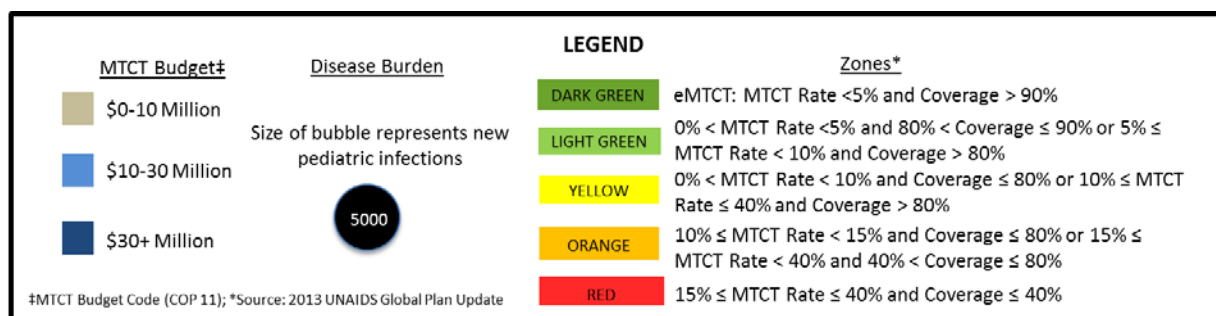 LEGEND
MTCT Budget‡
$0-10 Million
$10-30 Million
$30+ Million
Disease Burden
Size of bubble represents new
pediatric infections
5000
Zones*
DARK GREEN eMTCT: MTCT Rate <5% and Coverage > 90%
LIGHT GREEN 0% < MTCT Rate <5% and 80% < Coverage ≤ 90% or 5% ≤
MTCT Rate < 10% and Coverage > 80%
YELLOW 0% < MTCT Rate < 10% and Coverage ≤ 80% or 10% ≤ MTCT
Rate ≤ 40% and Coverage > 80%
ORANGE 10% ≤ MTCT Rate < 15% and Coverage ≤ 80% or 15% ≤
MTCT Rate < 40% and 40% < Coverage ≤ 80%
RED 15% ≤ MTCT Rate ≤ 40% and Coverage ≤ 40%
‡MTCT Budget Code (COP 11); *Source: 2013 UNAIDS Global Plan Update